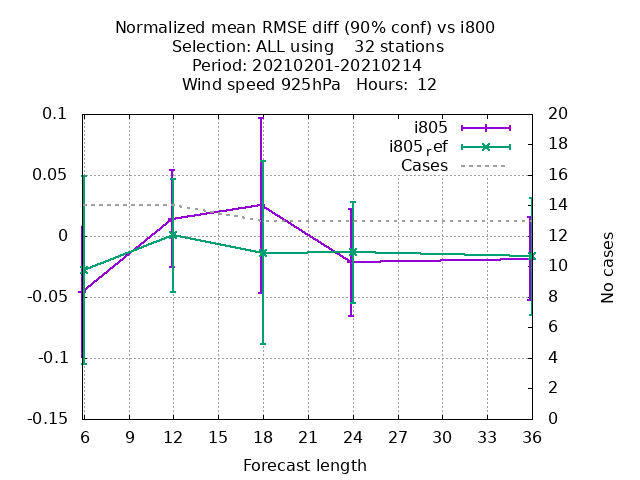 Normalized mean RMSE diff (90% conf) vs i800
Selection: ALL using    32 stations
Period: 20210201-20210214
Wind speed 925hPa   Hours:  12
0.1
0.05
0
-0.05
-0.1
-0.15
i805
i805ref
Cases
20
18
16
14
12
10
8
6
4
2
0
No cases
6 9 12 15 18 21 24 27 30 33 36
Forecast length